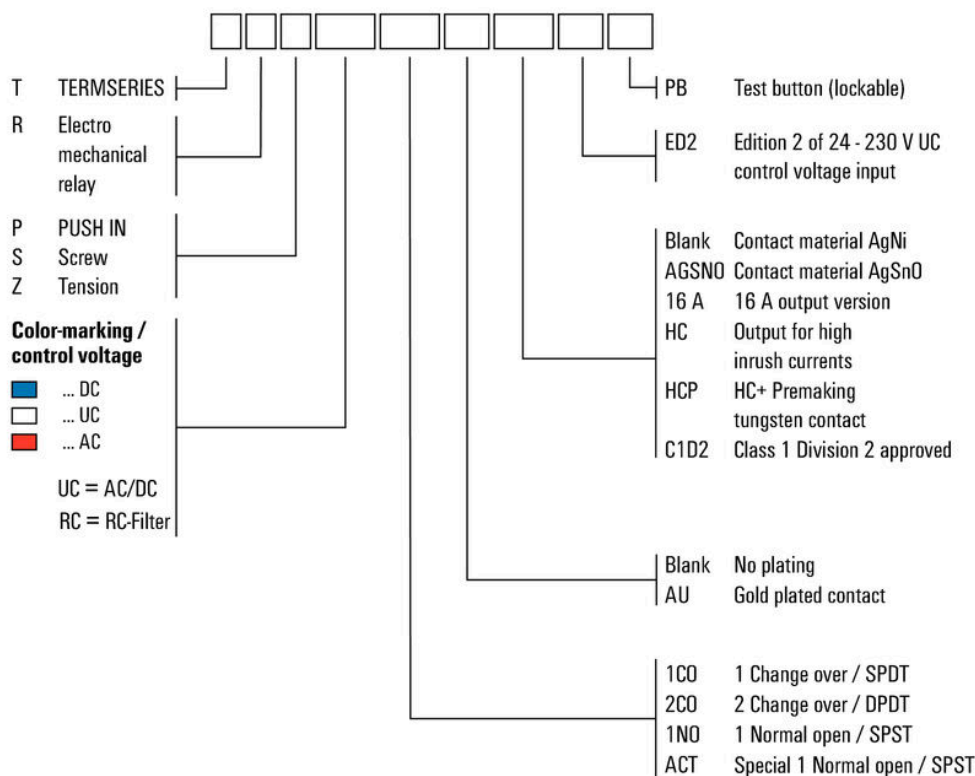 T TERMSERIES
R Electro
mechanical
relay
P PUSH IN
S Screw
Z Tension
Color-marking /
control voltage
... DC
... UC
... AC
UC = AC/DC
RC = RC-Filter
PB Test button (lockable)
ED2 Edition 2 of 24 - 230 V UC
control voltage input
Blank Contact material AgNi
AGSNO Contact material AgSnO
16 A 16 A output version
HC Output for high
inrush currents
HCP HC+ Premaking
tungsten contact
C1D2 Class 1 Division 2 approved
Blank No plating
AU Gold plated contact
1CO 1 Change over / SPDT
2CO 2 Change over / DPDT
1NO 1 Normal open / SPST
ACT Special 1 Normal open / SPST